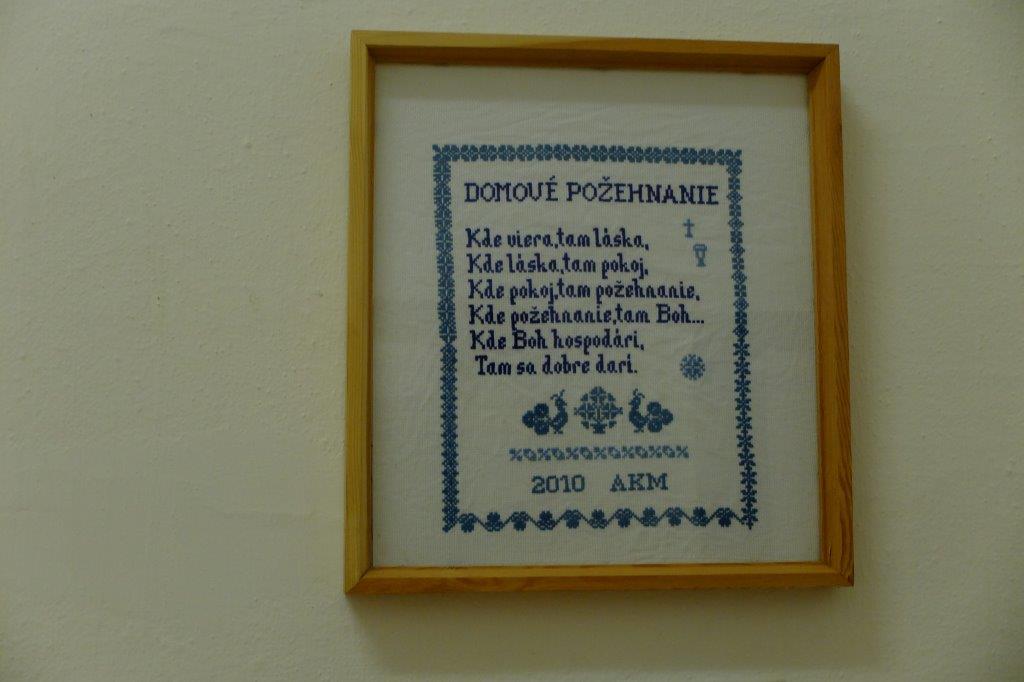 DOMOVÉ POŽEHNANIE
Kde viera,tam láska,
Kde láska,tam pokoj,
Kde pokoj,tam požehnanie,
Kde požehnanie,tam Boh...
Kde Boh hospodári,
Tam sa dobre darí.
2010 AKM